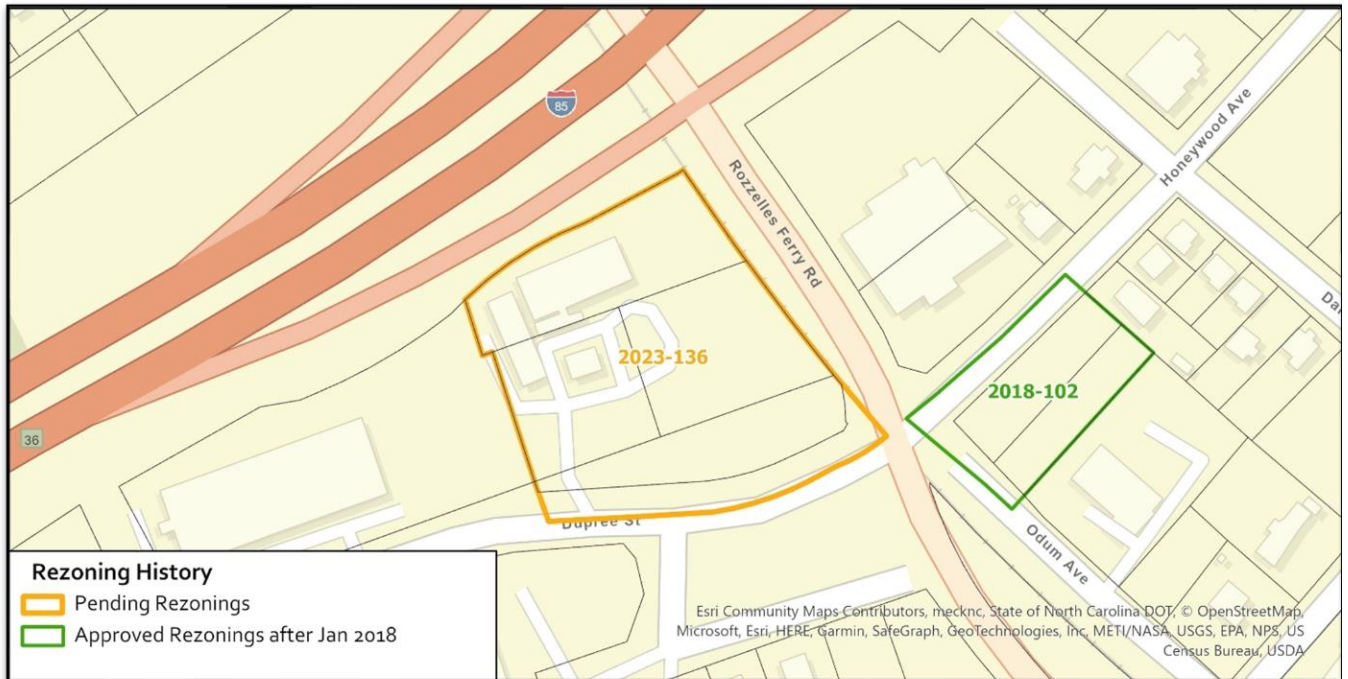 85
Rozzelles Ferry Rd
Honeywood Ave
2023-136
2018-102
36
Dupree St
Odum Ave
Rezoning History
Pending Rezonings
Approved Rezonings after Jan 2018
Esri Community Maps Contributors, mecknc, State of North Carolina DOT, © OpenStreetMap,
Microsoft, Esri, HERE, Garmin, SafeGraph, GeoTechnologies, Inc, METI/NASA, USGS, EPA, NPS, US
Census Bureau, USDA